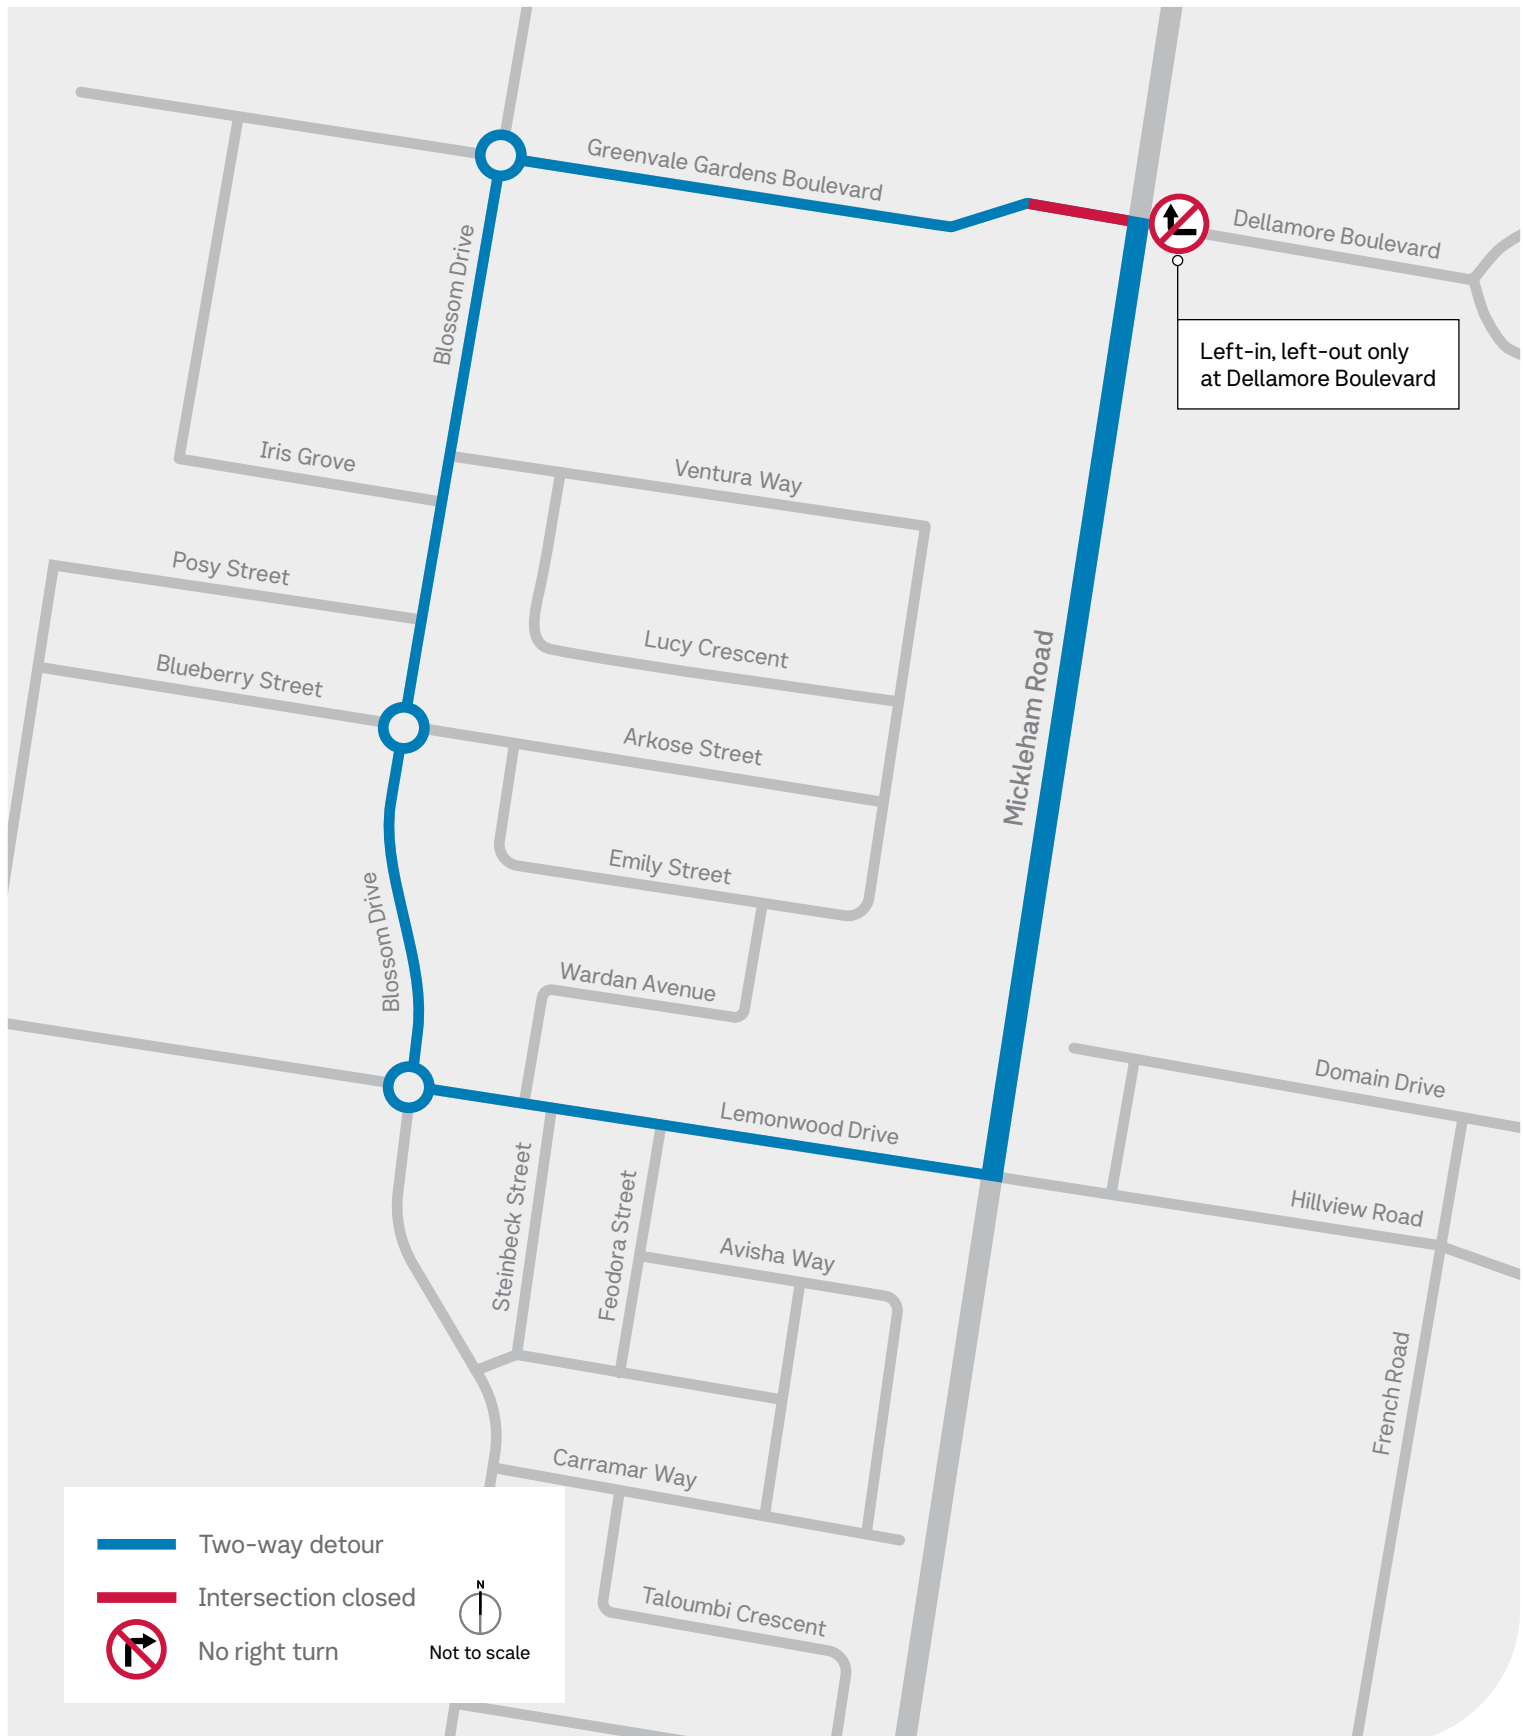 Greenvale Gardens Boulevard
Dellamore Boulevard
Blossom Drive
Left-in, left-out only
at Dellamore Boulevard
Iris Grove
Ventura Way
Posy Street
Lucy Crescent
Blueberry Street
Mickleham Road
Arkose Street
Emily Street
Blossom Drive
Wardan Avenue
Domain Drive
Lemonwood Drive
Steinbeck Street
Feodora Street
Hillview Road
Avisha Way
French Road
Carramar Way
Taloumbi Crescent
Two-way detour
Intersection closed
No right turn
N
Not to scale